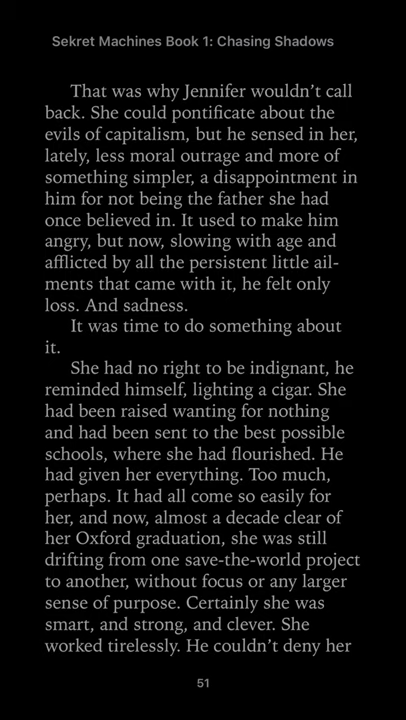 Sekret Machines Book 1: Chasing Shadows
That was why Jennifer wouldn’t call
back. She could pontificate about the
evils of capitalism, but he sensed in her,
lately, less moral outrage and more of
something simpler, a disappointment in
him for not being the father she had
once believed in. It used to make him
angry, but now, slowing with age and
afflicted by all the persistent little ail-
ments that came with it, he felt only
loss. And sadness.
It was time to do something about
it.
She had no right to be indignant, he
reminded himself, lighting a cigar. She
had been raised wanting for nothing
and had been sent to the best possible
schools, where she had flourished. He
had given her everything. Too much,
perhaps. It had all come so easily for
her, and now, almost a decade clear of
her Oxford graduation, she was still
drifting from one save-the-world project
to another, without focus or any larger
sense of purpose. Certainly she was
smart, and strong, and clever. She
worked tirelessly. He couldn’t deny her
51